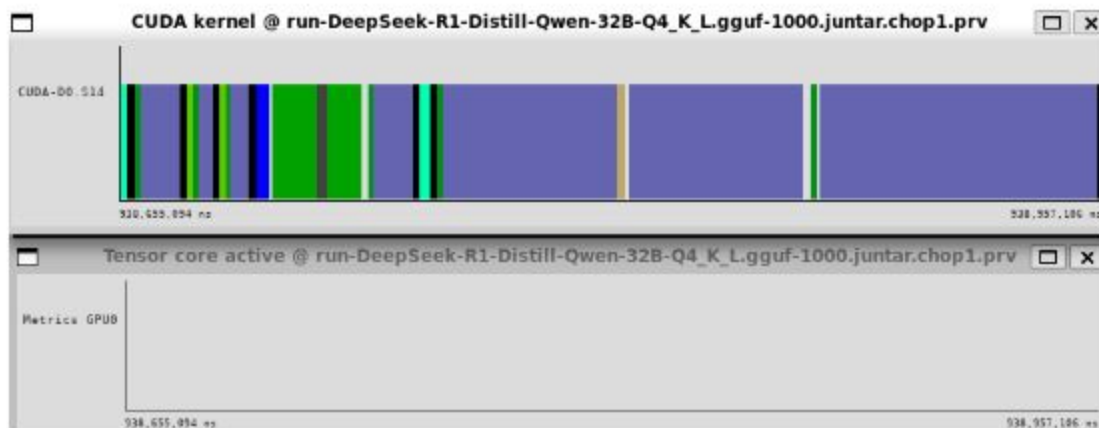 CUDA kernel @ run-DeepSeek-R1-Distill-Qwen-32B-Q4_K_L.gguf-1000.juntar.chop1.prv
CUDA-D0.S14
938,655,094 ns
938,957,106 ns
Tensor core active @ run-DeepSeek-R1-Distill-Qwen-32B-Q4_K_L.gguf-1000.juntar.chop1.prv
Metrics GPU0
938,655,094 ns
938,957,106 ns